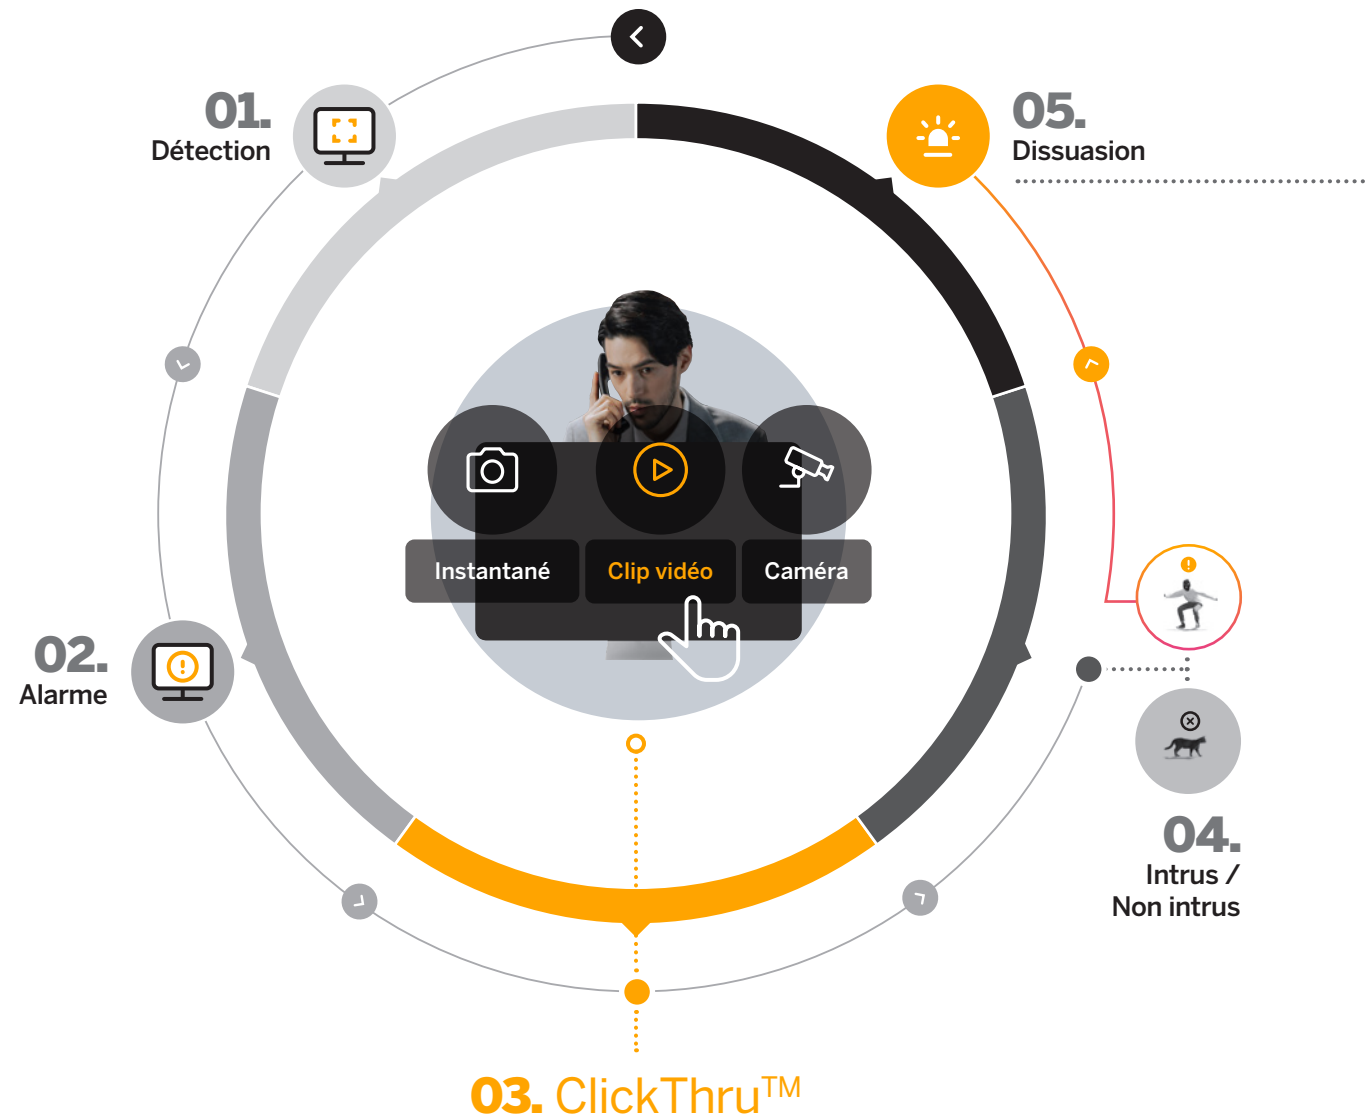 01.
Détection
05.
Dissuasion
Instantané
Clip vidéo
Caméra
02.
Alarme
04.
Intrus /
Non intrus
03. ClickThru™